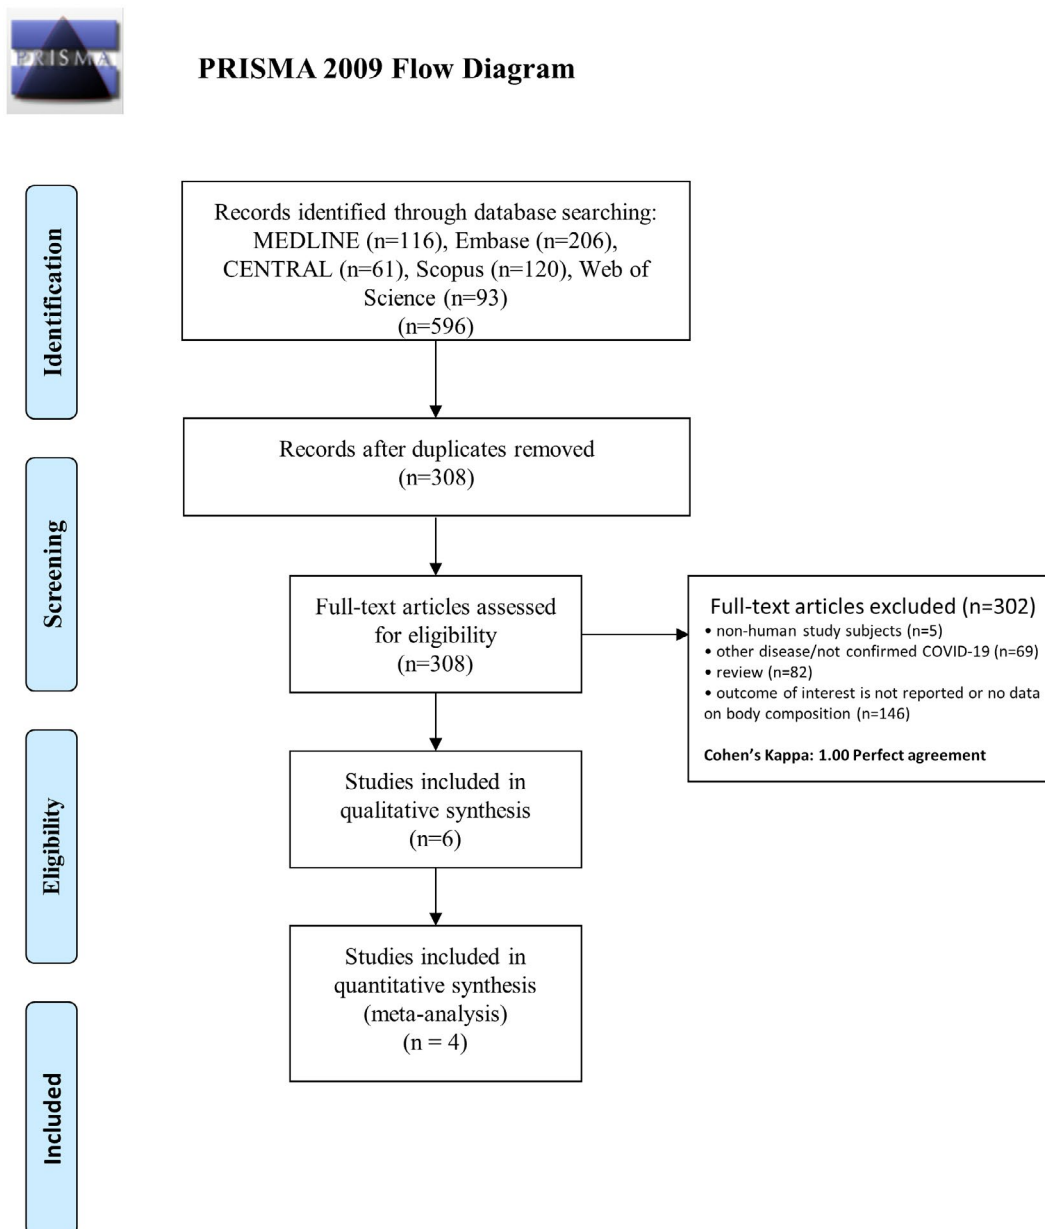 PRISMA
PRISMA 2009 Flow Diagram
Identification
Records identified through database searching:
MEDLINE (n=116), Embase (n=206),
CENTRAL (n=61), Scopus (n=120), Web of
Science (n=93)
(n=596)
Records after duplicates removed
(n=308)
Screening
Full-text articles assessed
for eligibility
(n=308)
Full-text articles excluded (n=302)
• non-human study subjects (n=5)
• other disease/not confirmed COVID-19 (n=69)
• review (n=82)
• outcome of interest is not reported or no data
on body composition (n=146)
Cohen's Kappa: 1.00 Perfect agreement
Eligibility
Studies included in
qualitative synthesis
(n=6)
Studies included in
quantitative synthesis
(meta-analysis)
(n = 4)
Included